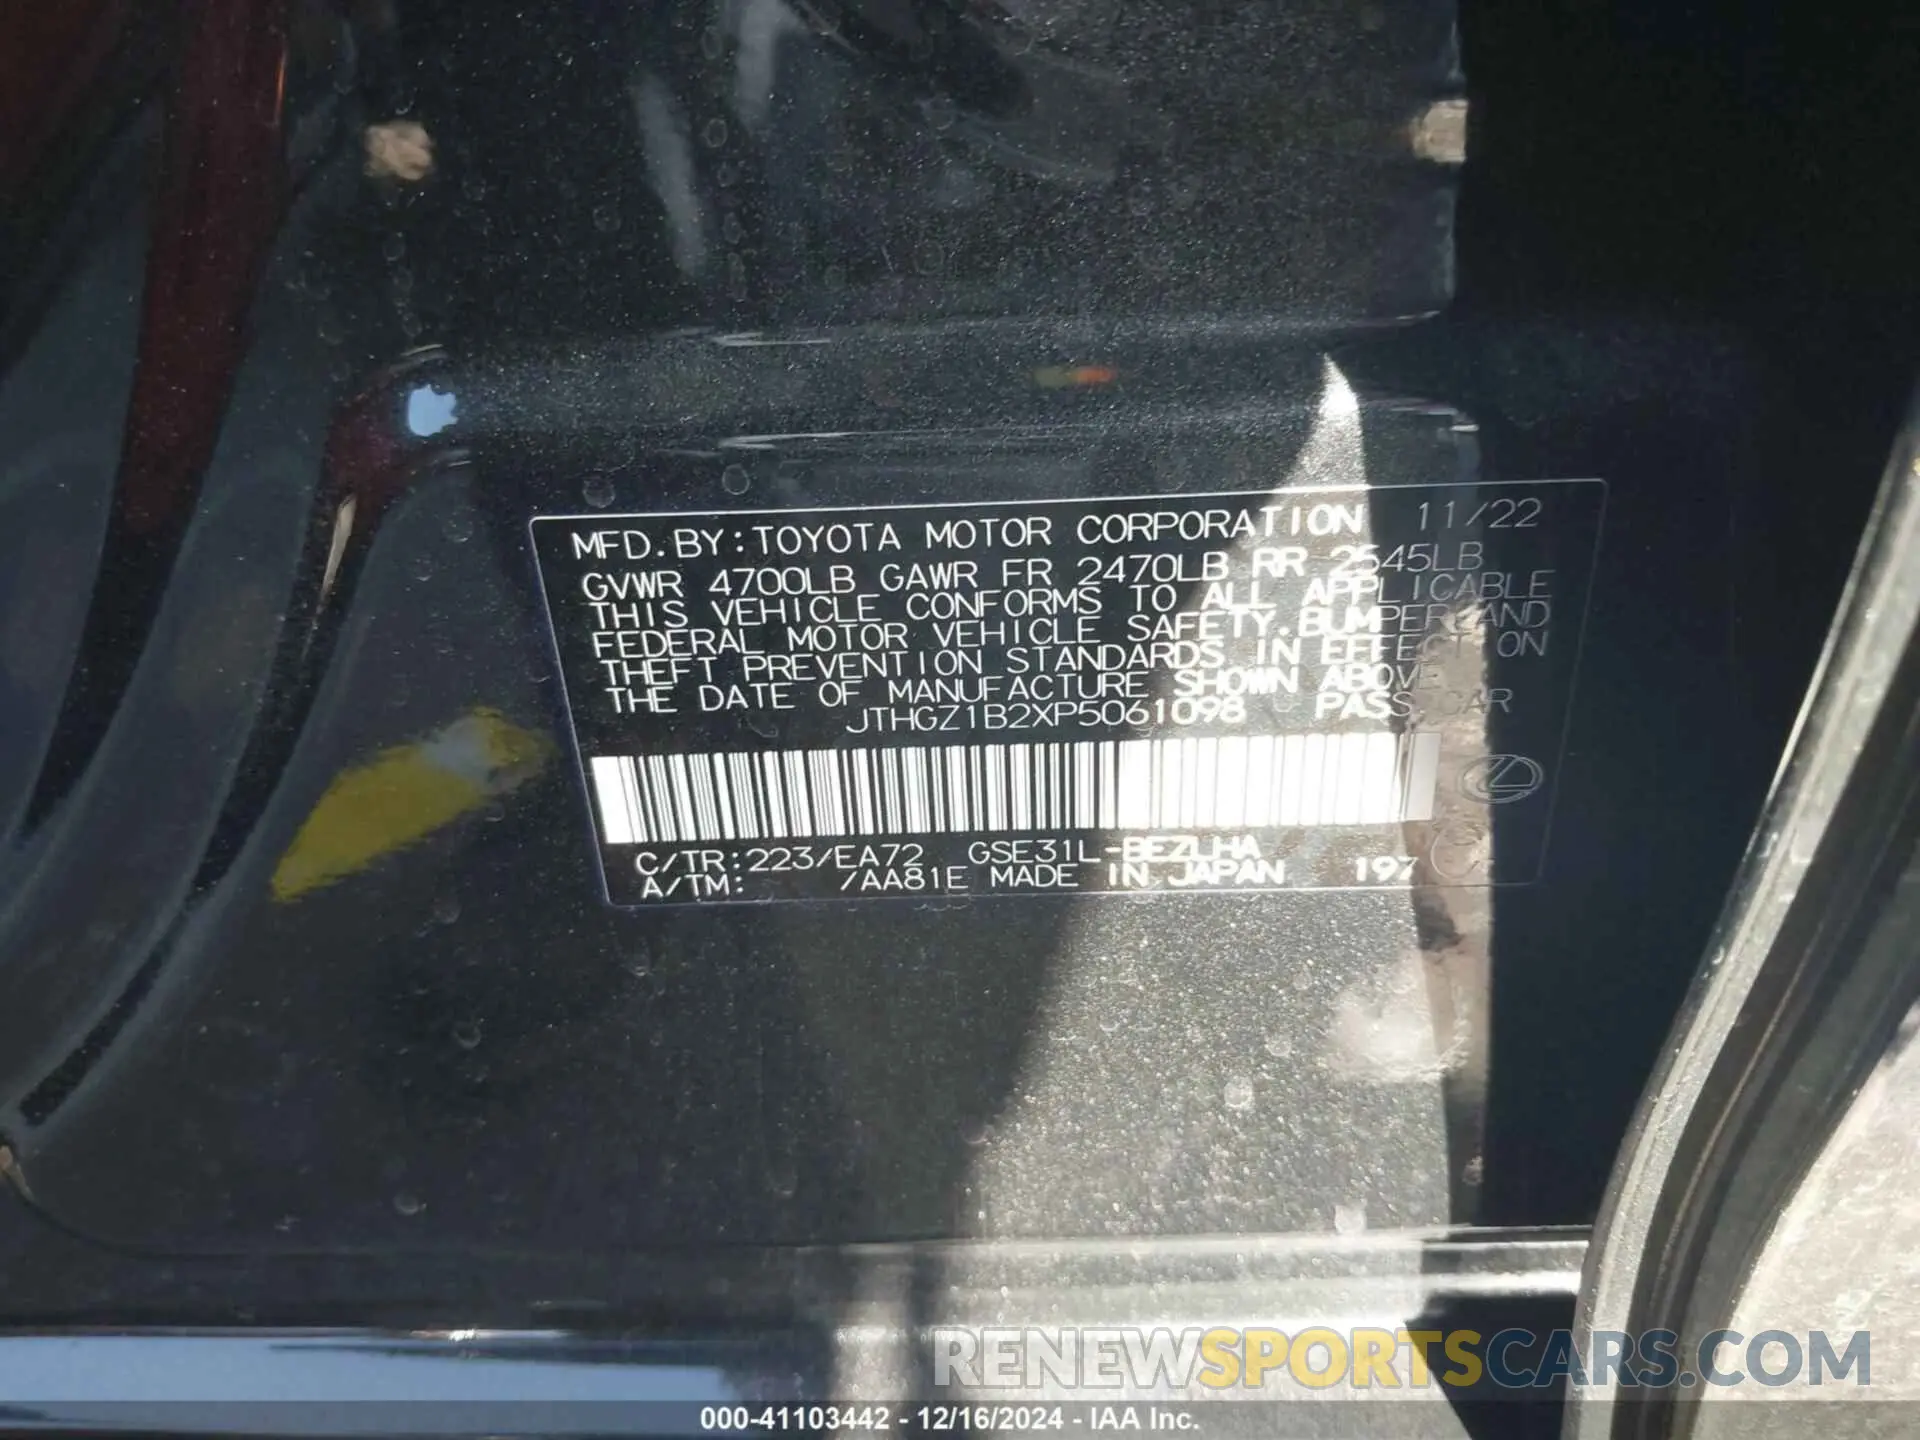 MFD.BY:TOYOTA MOTOR CORPORATION 11/22
GVWR 4700LB GAWR FR 2470LB RR 2545LB
THIS VEHICLE CONFORMS TO ALL APPLICABLE
FEDERAL MOTOR VEHICLE SAFETY.BUMPER AND
THEFT PREVENTION STANDARDS IN EFFECT ON
THE DATE OF MANUFACTURE SHOWN ABOVE
JTHGZ1B2XP5061098 PASS.CAR
C/TR:223/EA72 GSE31L-BEZLHA
A/TM: /AA81E MADE IN JAPAN 197
RENEWSPORTSCARS.COM
000-41103442 - 12/16/2024 - IAA Inc.